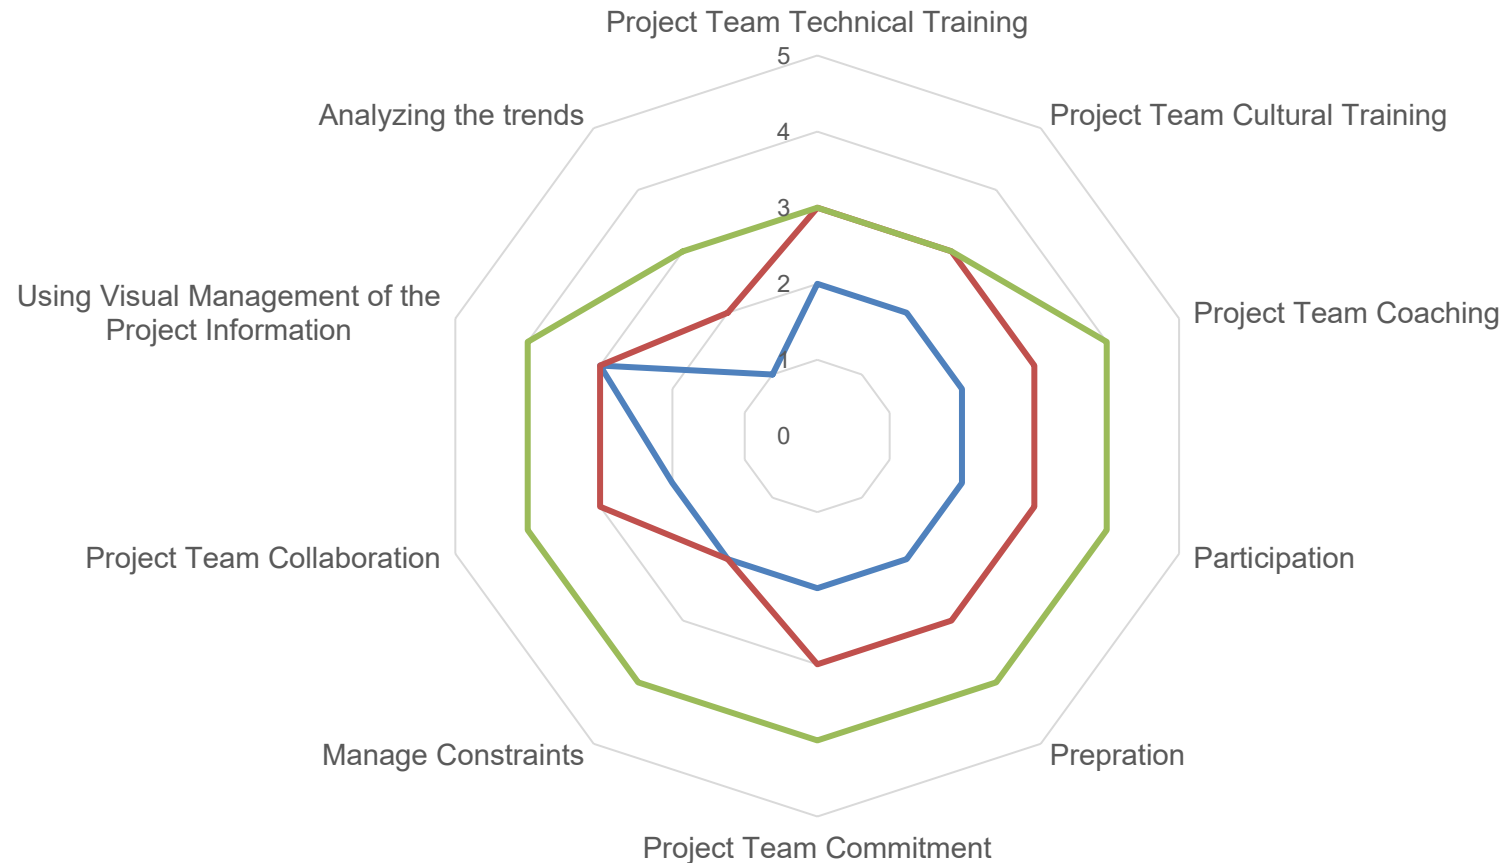 Project Team Technical Training
5
Analyzing the trends
Project Team Cultural Training
4
3
Using Visual Management of the
Project Information
Project Team Coaching
2
1
0
Project Team Collaboration
Participation
Manage Constraints
Prepration
Project Team Commitment